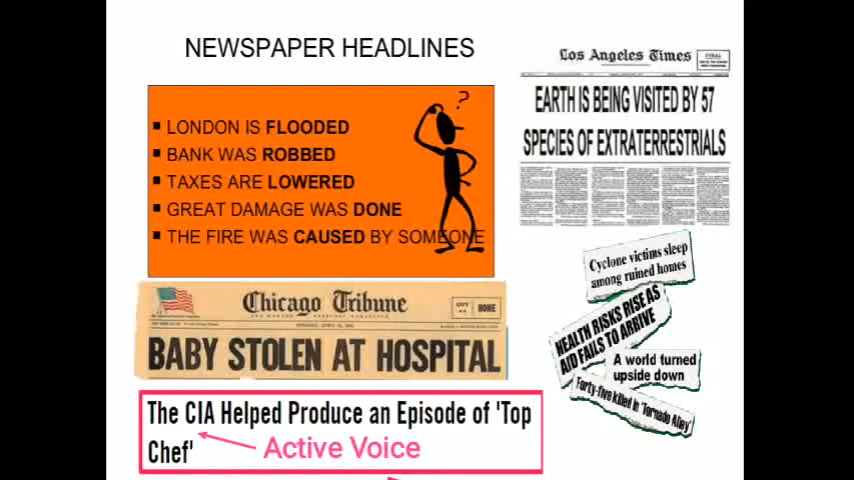 NEWSPAPER HEADLINES
LONDON IS FLOODED
BANK WAS ROBBED
TAXES ARE LOWERED
GREAT DAMAGE WAS DONE
THE FIRE WAS CAUSED BY SOMEONE
?
Los Angeles Times
EARTH IS BEING VISITED BY 57
SPECIES OF EXTRATERRESTRIALS
Cyclone victims sleep
among ruined homes
HEALTH RISKS RISE AS
AID FAILS TO ARRIVE
A world turned
upside down
Forty-five killed in 'Tornado Alley'
Chicago Tribune
HOME
BABY STOLEN AT HOSPITAL
The CIA Helped Produce an Episode of 'Top
Chef'
Active Voice